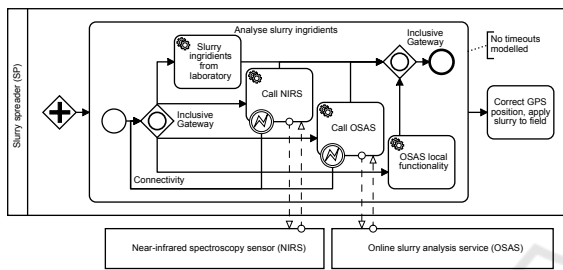 Slurry spreader (SP)
Analyse slurry ingridients
Slurry
ingridients
from
laboratory
Call NIRS
Inclusive
Gateway
Call OSAS
Inclusive
Gateway
OSAS local
functionality
Connectivity
No timeouts
modelled
Correct GPS
position, apply
slurry to field
Near-infrared spectroscopy sensor (NIRS)
Online slurry analysis service (OSAS)